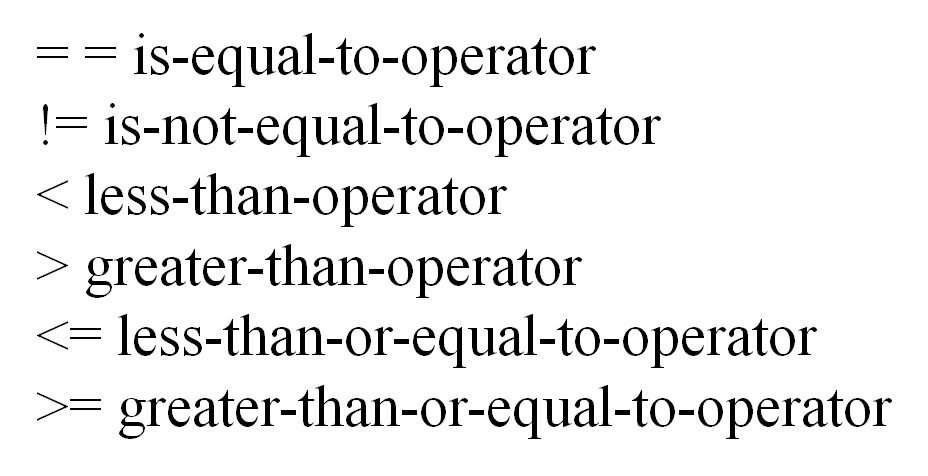 = = is-equal-to-operator
!= is-not-equal-to-operator
< less-than-operator
> greater-than-operator
<= less-than-or-equal-to-operator
>= greater-than-or-equal-to-operator